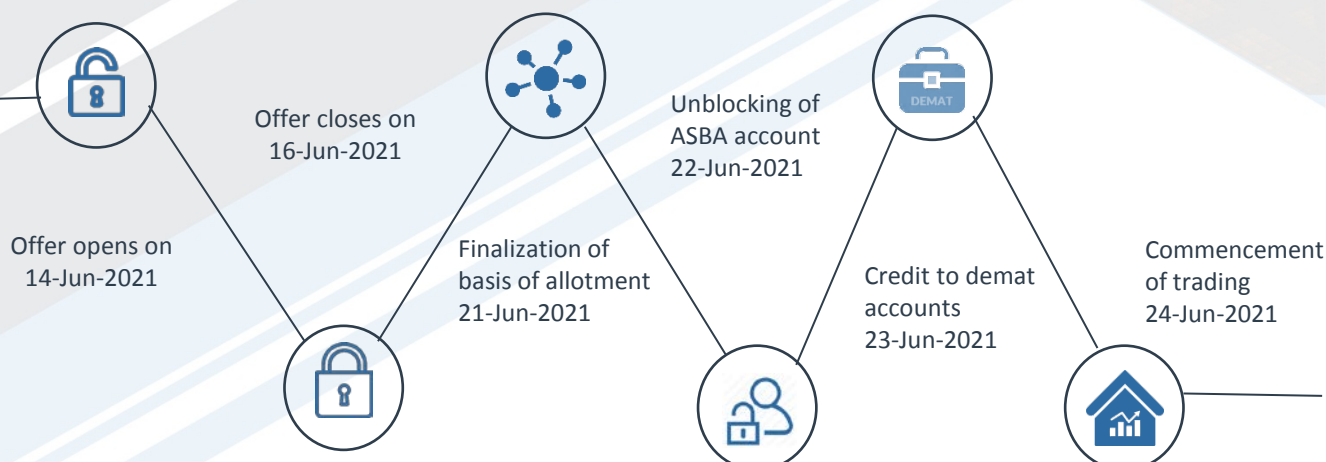 Offer opens on
14-Jun-2021
Offer closes on
16-Jun-2021
Finalization of
basis of allotment
21-Jun-2021
Unblocking of
ASBA account
22-Jun-2021
DEMAT
Credit to demat
accounts
23-Jun-2021
Commencement
of trading
24-Jun-2021